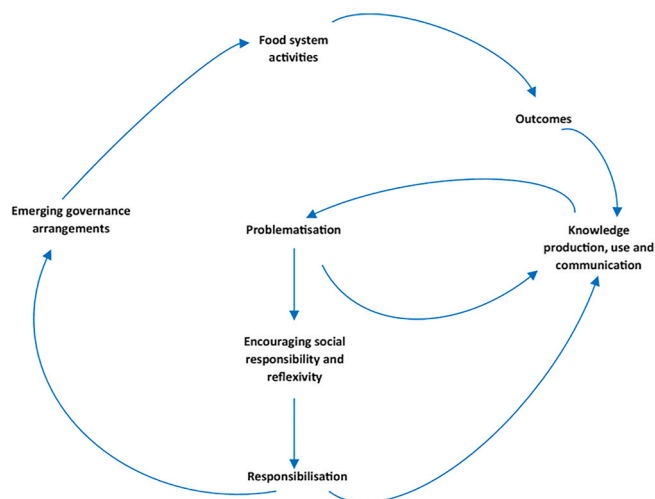 Food system
activities
Outcomes
Emerging governance
arrangements
Problematisation
Knowledge
production, use and
communication
Encouraging social
responsibility and
reflexivity
Responsibilisation